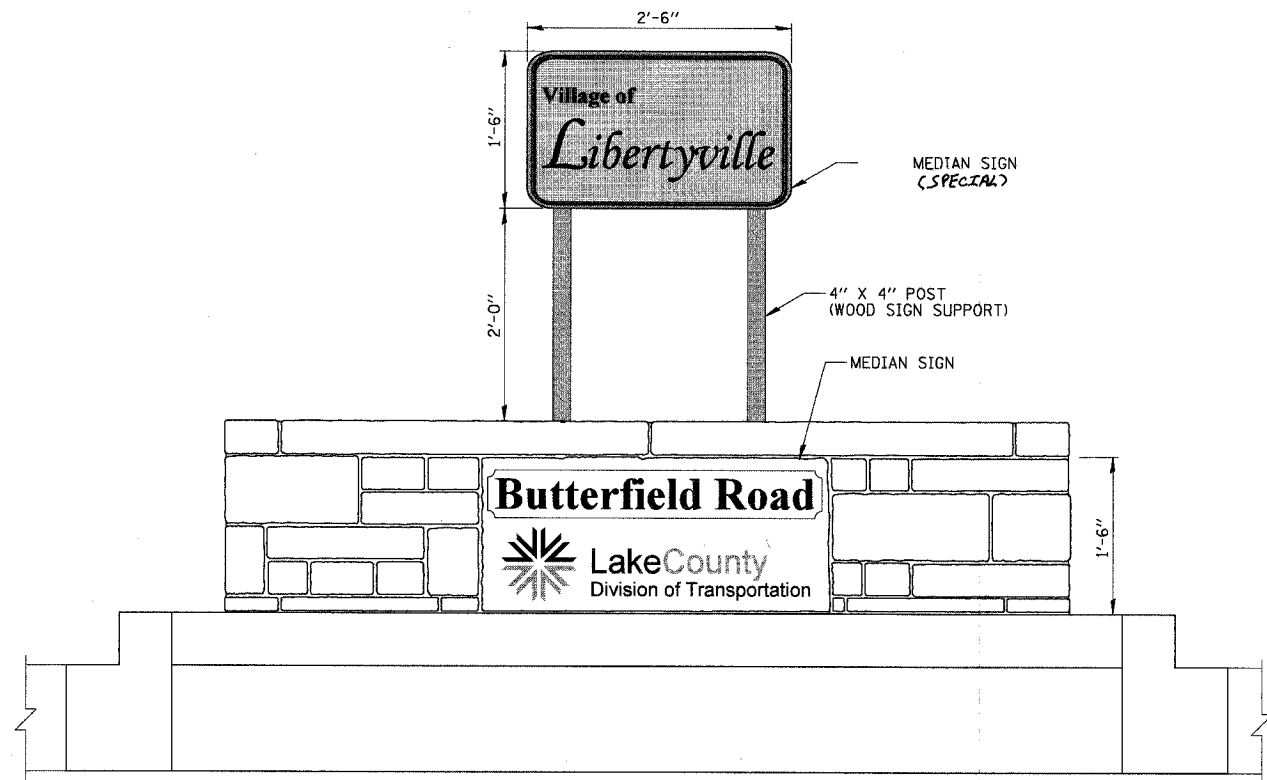 2'-6"
1'-6"
Village of
Libertyville
MEDIAN SIGN
(SPECIAL)
2'-0"
4" X 4" POST
(WOOD SIGN SUPPORT)
MEDIAN SIGN
Butterfield Road
LakeCounty
Division of Transportation
1'-6"